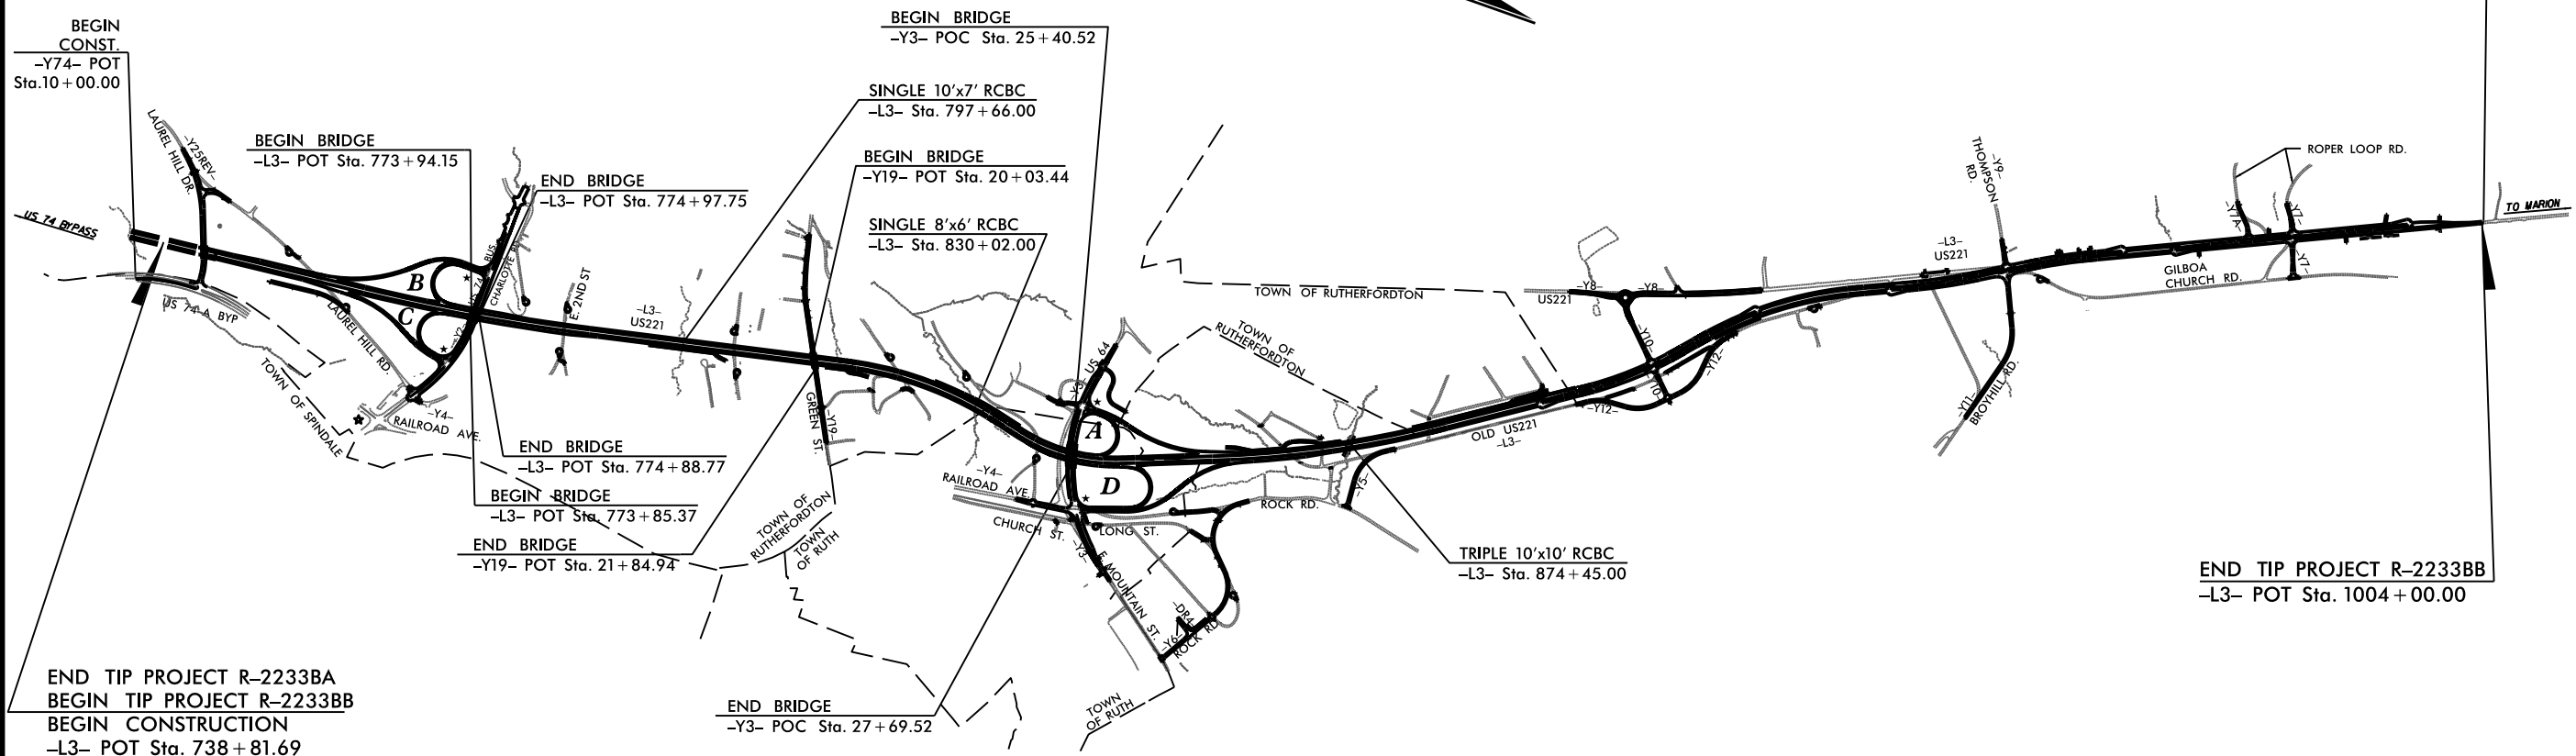 BEGIN
CONST.
-Y74- POT
Sta.10+00.00
BEGIN BRIDGE
-Y3- POC Sta. 25+40.52
SINGLE 10'x7' RCBC
-L3- Sta. 797+66.00
BEGIN BRIDGE
-L3- POT Sta. 773+94.15
BEGIN BRIDGE
-Y19- POT Sta. 20+03.44
END BRIDGE
-L3- POT Sta. 774+97.75
SINGLE 8'x6' RCBC
-L3- Sta. 830+02.00
LAUREL HILL DR.
-Y25REV-
US 74 BYPASS
US 74 BUS.
B
C
-Y2-
US 74-A BYP
LAUREL HILL RD.
TOWN OF SPINDALE
-Y4-
RAILROAD AVE.
E. 2ND ST
-L3-
US221
GREEN ST.
-Y19-
US 64
A
D
-Y4-
RAILROAD AVE.
CHURCH ST.
LONG ST.
-Y3-
E. MOUNTAIN ST.
ROCK RD.
-DR4-
-Y6-
ROCK RD.
-Y5-
TOWN OF RUTHERFORDTON
TOWN OF
RUTHERFORDTON
OLD US221
-L3-
US221
-Y8-
-Y8-
-Y10-
-Y12-
-Y12-
-L3-
US221
-Y9-
THOMPSON
RD.
-Y11-
BROYHILL RD.
GILBOA
CHURCH RD.
-Y7A-
-Y7-
-Y7-
ROPER LOOP RD.
TO MARION
END BRIDGE
-L3- POT Sta. 774+88.77
BEGIN BRIDGE
-L3- POT Sta. 773+85.37
END BRIDGE
-Y19- POT Sta. 21+84.94
TOWN OF
RUTHERFORDTON
TOWN
OF RUTH
TRIPLE 10'x10' RCBC
-L3- Sta. 874+45.00
END TIP PROJECT R-2233BB
-L3- POT Sta. 1004+00.00
END TIP PROJECT R-2233BA
BEGIN TIP PROJECT R-2233BB
BEGIN CONSTRUCTION
-L3- POT Sta. 738+81.69
END BRIDGE
-Y3- POC Sta. 27+69.52
TOWN
OF RUTH